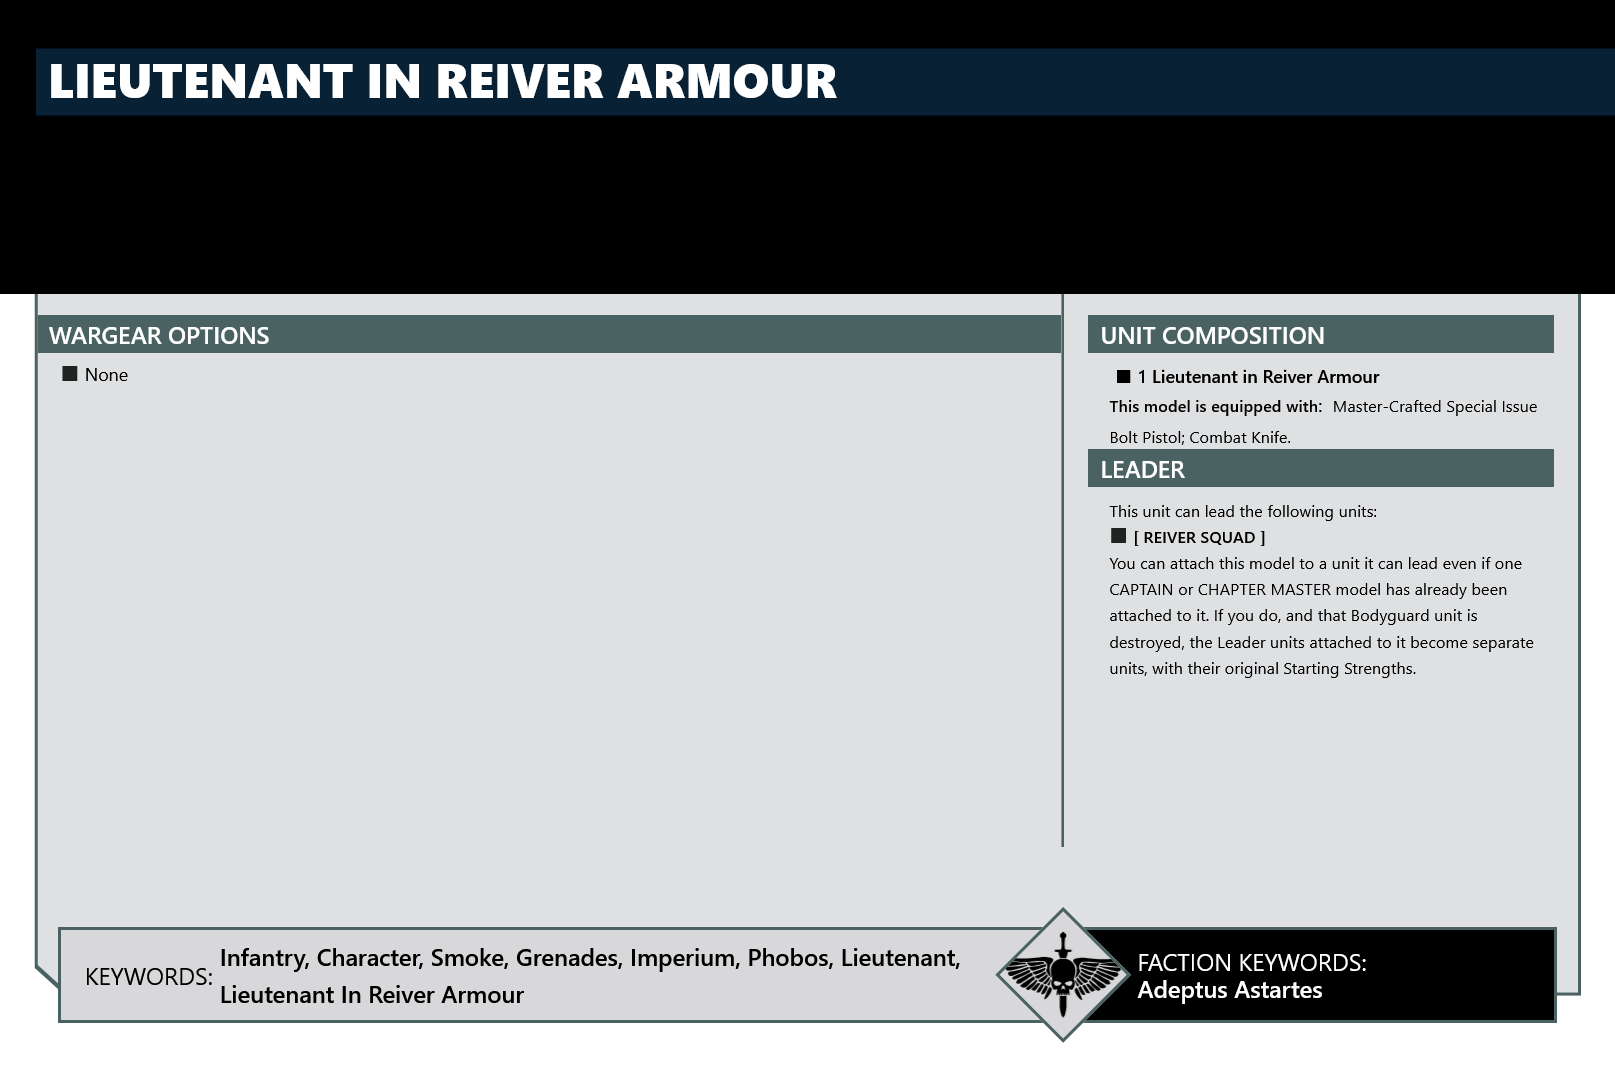 LIEUTENANT IN REIVER ARMOUR
WARGEAR OPTIONS
■ None
UNIT COMPOSITION
■ 1 Lieutenant in Reiver Armour
This model is equipped with: Master-Crafted Special Issue
Bolt Pistol; Combat Knife.
LEADER
This unit can lead the following units:
■ [ REIVER SQUAD ]
You can attach this model to a unit it can lead even if one
CAPTAIN or CHAPTER MASTER model has already been
attached to it. If you do, and that Bodyguard unit is
destroyed, the Leader units attached to it become separate
units, with their original Starting Strengths.
KEYWORDS: Infantry, Character, Smoke, Grenades, Imperium, Phobos, Lieutenant,
Lieutenant In Reiver Armour
FACTION KEYWORDS:
Adeptus Astartes